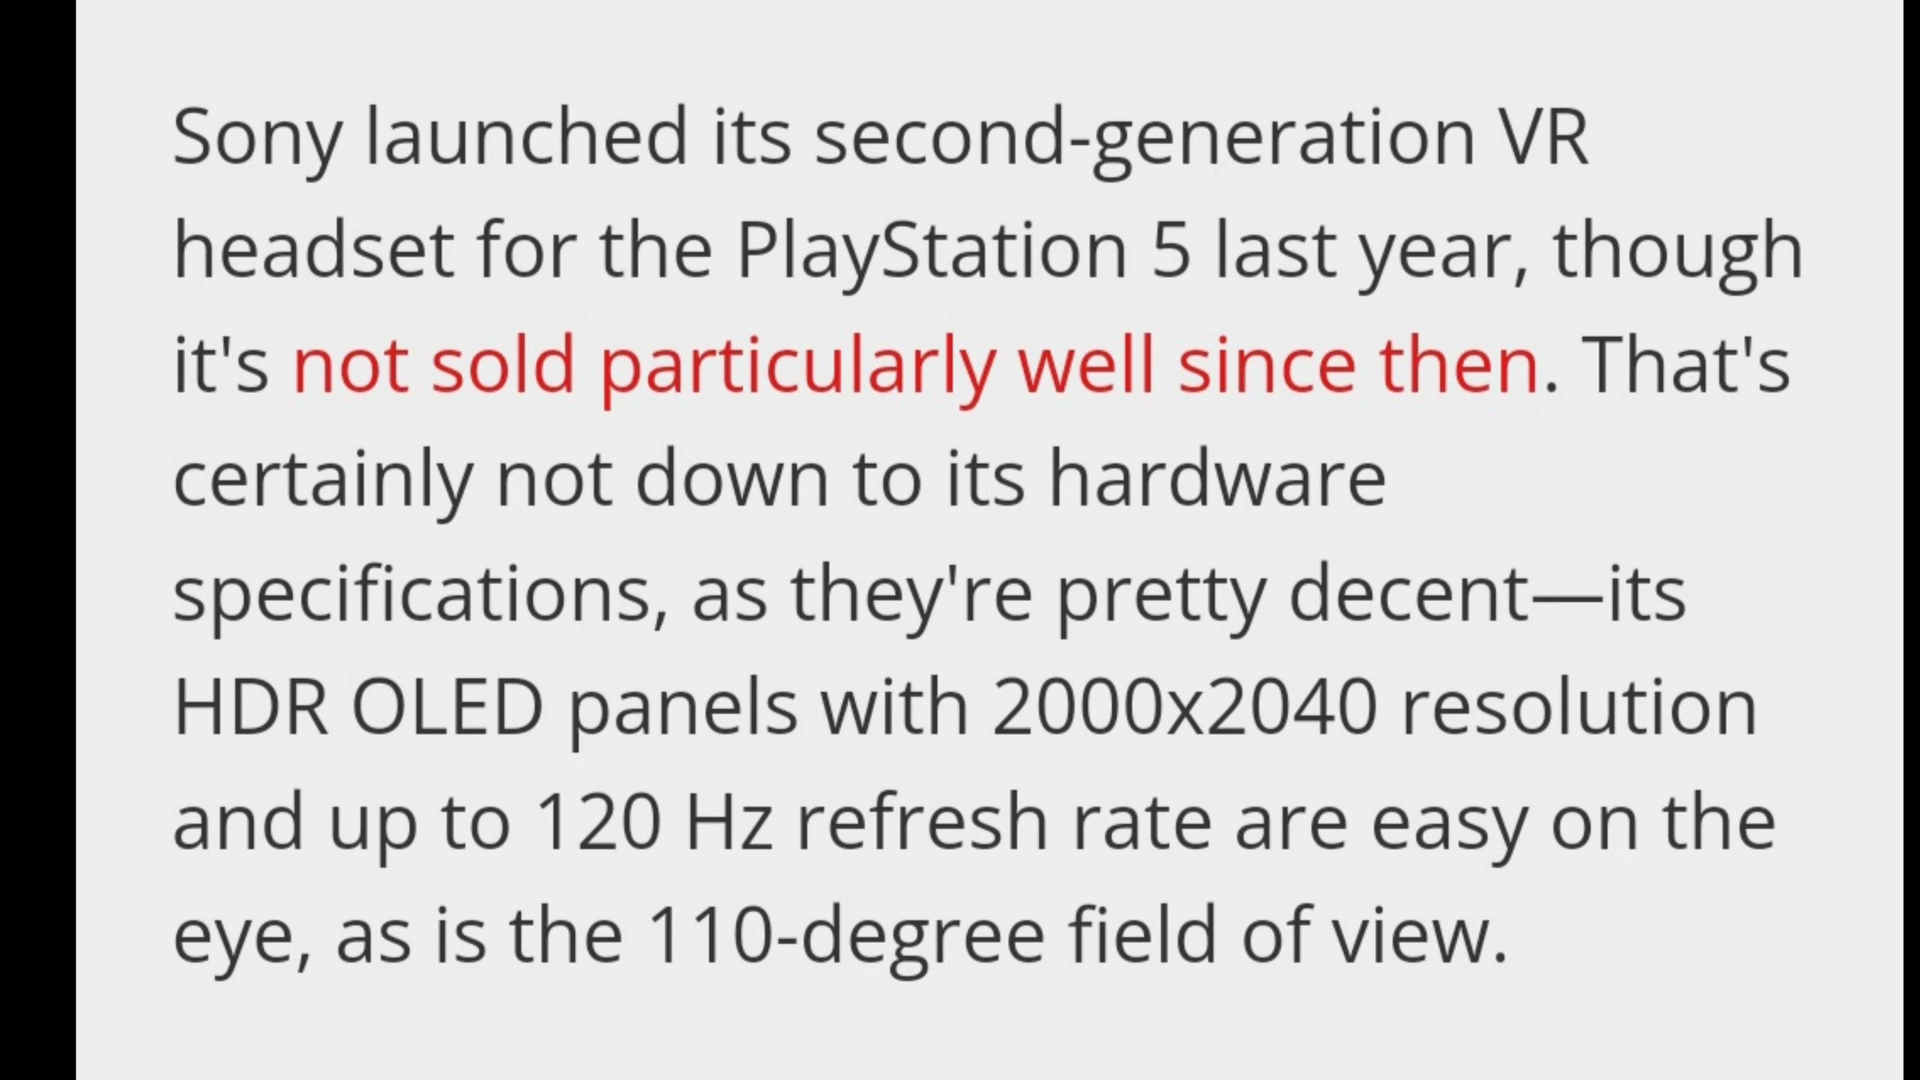 Sony launched its second-generation VR
headset for the PlayStation 5 last year, though
it's not sold particularly well since then. That's
certainly not down to its hardware
specifications, as they're pretty decent—its
HDR OLED panels with 2000x2040 resolution
and up to 120 Hz refresh rate are easy on the
eye, as is the 110-degree field of view.